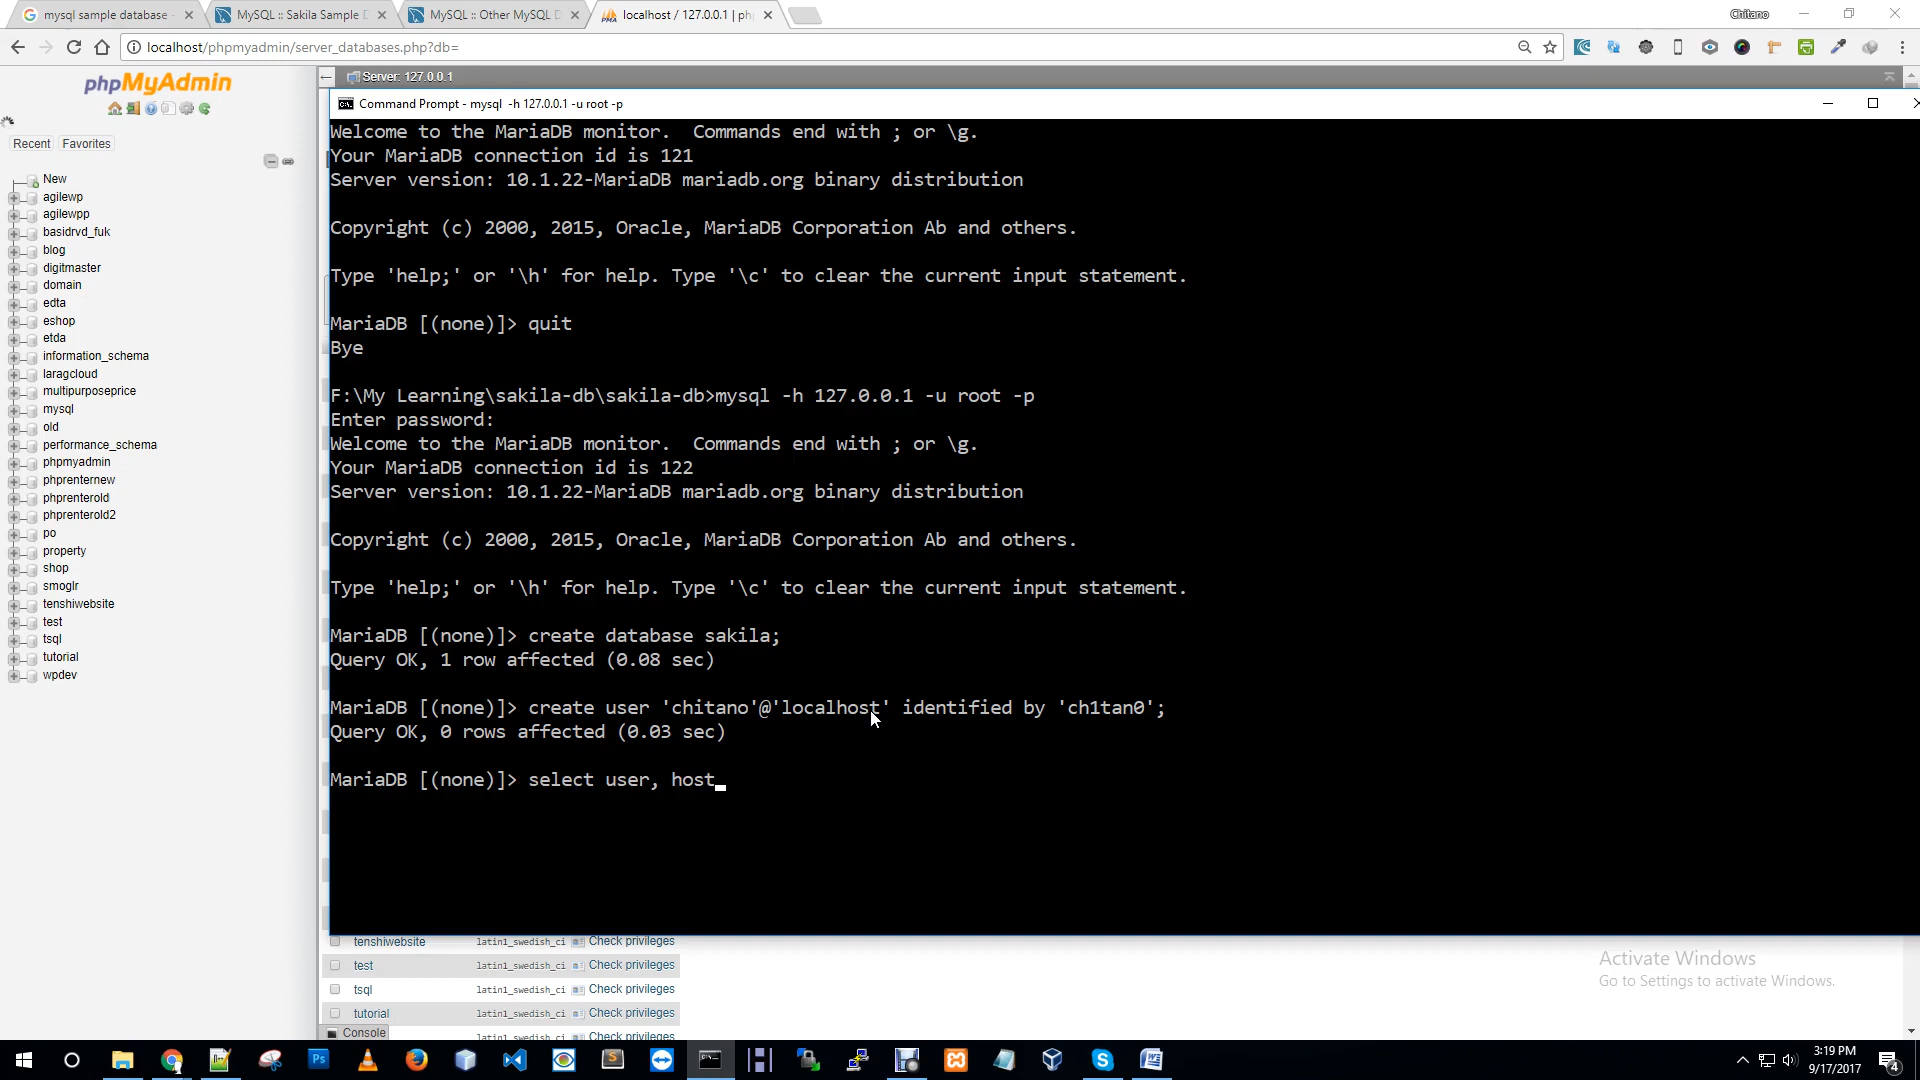 mysql sample database
MySQL :: Sakila Sample D
MySQL :: Other MySQL D
localhost / 127.0.0.1 | ph
Chitano
localhost/phpmyadmin/server_databases.php?db=
phpMyAdmin
Server: 127.0.0.1
Recent
Favorites
New
agilewp
agilewpp
basidrvd_fuk
blog
digitmaster
domain
edta
eshop
etda
information_schema
laragcloud
multipurposeprice
mysql
old
performance_schema
phpmyadmin
phprenternew
phprenterold
phprenterold2
po
property
shop
smoglr
tenshiwebsite
test
tsql
tutorial
wpdev
Command Prompt - mysql -h 127.0.0.1 -u root -p
Welcome to the MariaDB monitor.  Commands end with ; or \g.
Your MariaDB connection id is 121
Server version: 10.1.22-MariaDB mariadb.org binary distribution
Copyright (c) 2000, 2015, Oracle, MariaDB Corporation Ab and others.
Type 'help;' or '\h' for help. Type '\c' to clear the current input statement.
MariaDB [(none)]> quit
Bye
F:\My Learning\sakila-db\sakila-db>mysql -h 127.0.0.1 -u root -p
Enter password:
Welcome to the MariaDB monitor.  Commands end with ; or \g.
Your MariaDB connection id is 122
Server version: 10.1.22-MariaDB mariadb.org binary distribution
Copyright (c) 2000, 2015, Oracle, MariaDB Corporation Ab and others.
Type 'help;' or '\h' for help. Type '\c' to clear the current input statement.
MariaDB [(none)]> create database sakila;
Query OK, 1 row affected (0.08 sec)
MariaDB [(none)]> create user 'chitano'@'localhost' identified by 'ch1tan0';
Query OK, 0 rows affected (0.03 sec)
MariaDB [(none)]> select user, host_
tenshiwebsite latin1_swedish_ci Check privileges
test latin1_swedish_ci Check privileges
tsql latin1_swedish_ci Check privileges
tutorial latin1_swedish_ci Check privileges
latin1_swedish_ci Check privileges
Console
Activate Windows
Go to Settings to activate Windows.
3:19 PM
9/17/2017
4